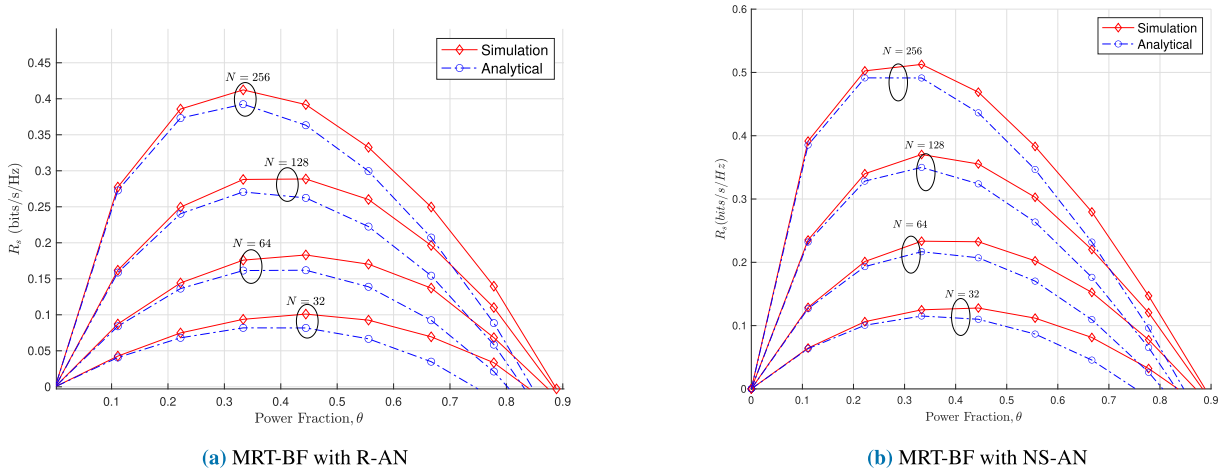 0.45
0.4
0.35
0.3
0.25
0.2
0.15
0.1
0.05
0
R_s (bits/s/Hz)
N = 256
N = 128
N = 64
N = 32
Simulation
Analytical
0.1 0.2 0.3 0.4 0.5 0.6 0.7 0.8 0.9
Power Fraction, θ
(a) MRT-BF with R-AN
0.6
0.5
0.4
0.3
0.2
0.1
0
R_s(bits/s/Hz)
N = 256
N = 128
N = 64
N = 32
Simulation
Analytical
0 0.1 0.2 0.3 0.4 0.5 0.6 0.7 0.8 0.9
Power Fraction, θ
(b) MRT-BF with NS-AN